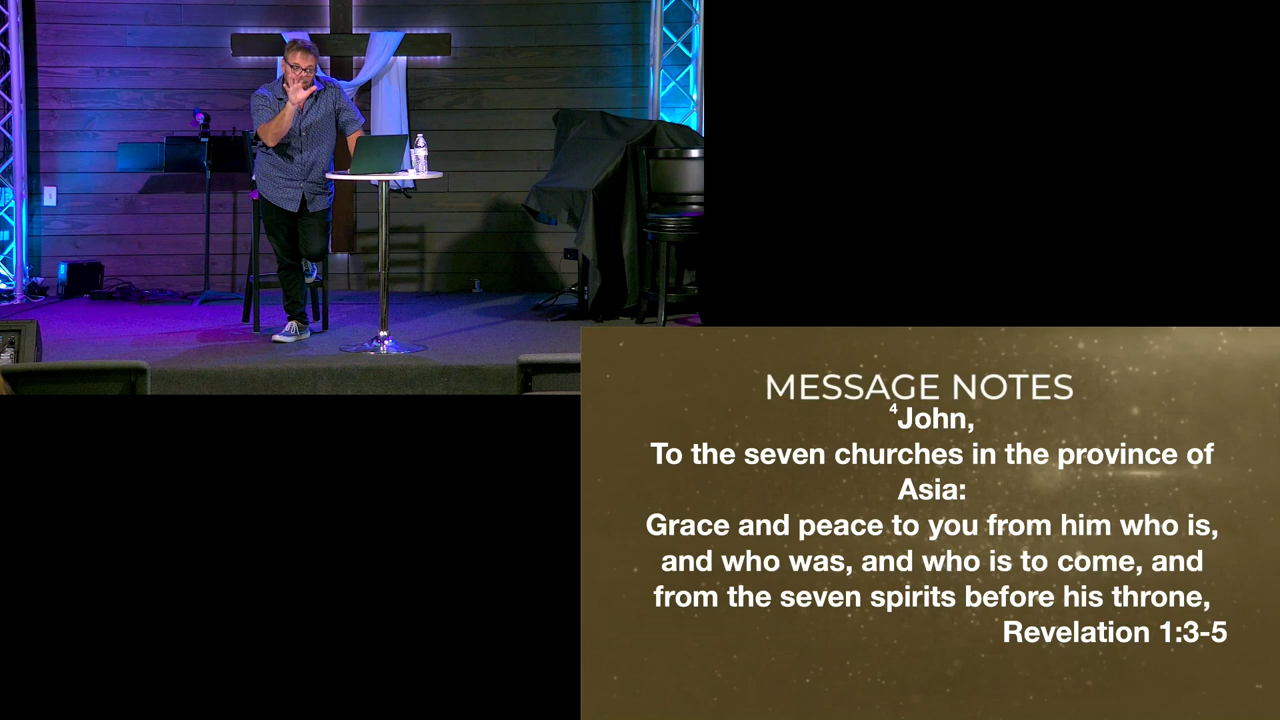 MESSAGE NOTES
⁴John,
To the seven churches in the province of
Asia:
Grace and peace to you from him who is,
and who was, and who is to come, and
from the seven spirits before his throne,
Revelation 1:3-5